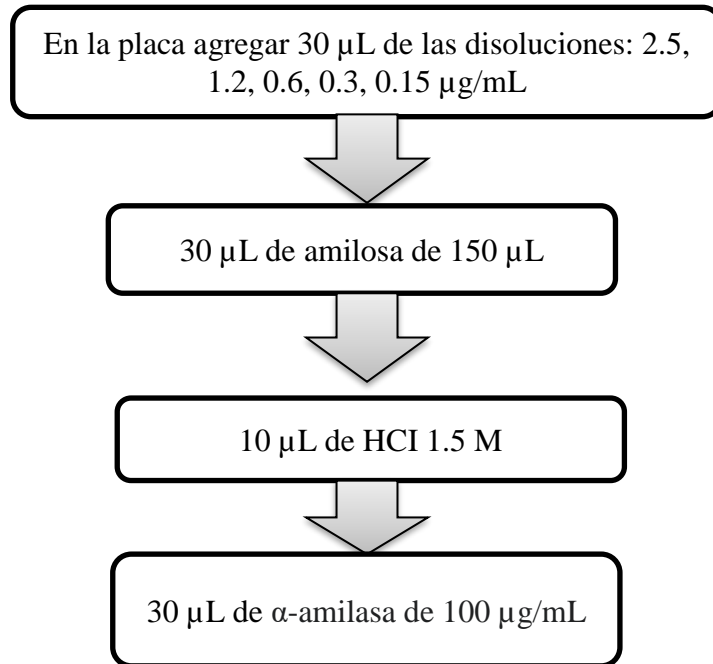 En la placa agregar 30 µL de las disoluciones: 2.5,
1.2, 0.6, 0.3, 0.15 µg/mL
30 µL de amilosa de 150 µL
10 µL de HCI 1.5 M
30 µL de α-amilasa de 100 µg/mL